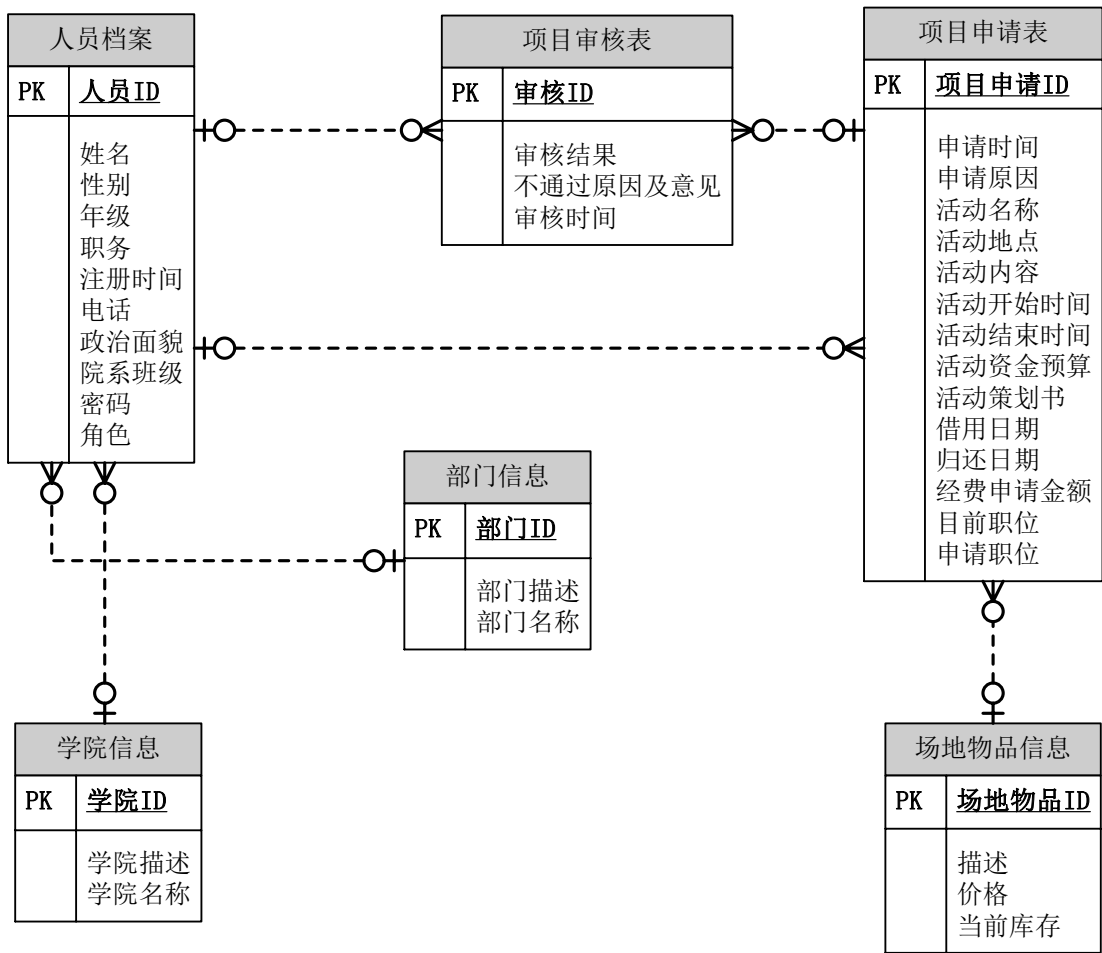 人员档案
PK 人员ID
姓名
性别
年级
职务
注册时间
电话
政治面貌
院系班级
密码
角色
项目审核表
PK 审核ID
审核结果
不通过原因及意见
审核时间
项目申请表
PK 项目申请ID
申请时间
申请原因
活动名称
活动地点
活动内容
活动开始时间
活动结束时间
活动资金预算
活动策划书
借用日期
归还日期
经费申请金额
目前职位
申请职位
部门信息
PK 部门ID
部门描述
部门名称
学院信息
PK 学院ID
学院描述
学院名称
场地物品信息
PK 场地物品ID
描述
价格
当前库存